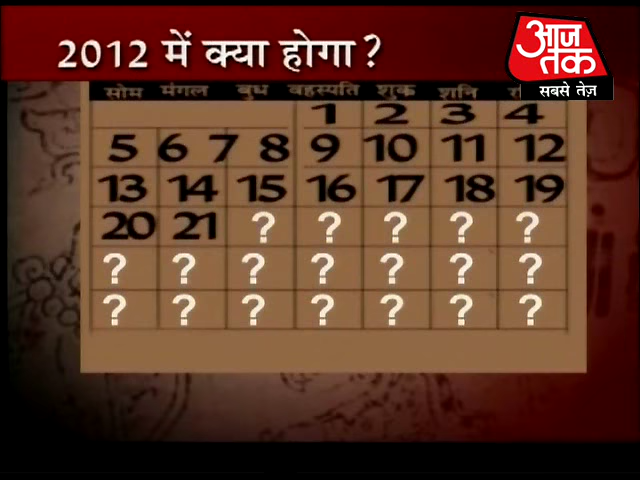 2012 में क्या होगा ?
आज
तक
सबसे तेज़
सोम मंगल बुध वहस्पति शुक्र शनि
1 2 3 4
5 6 7 8 9 10 11 12
13 14 15 16 17 18 19
20 21 ? ? ? ? ?
? ? ? ? ? ? ?
? ? ? ? ? ? ?